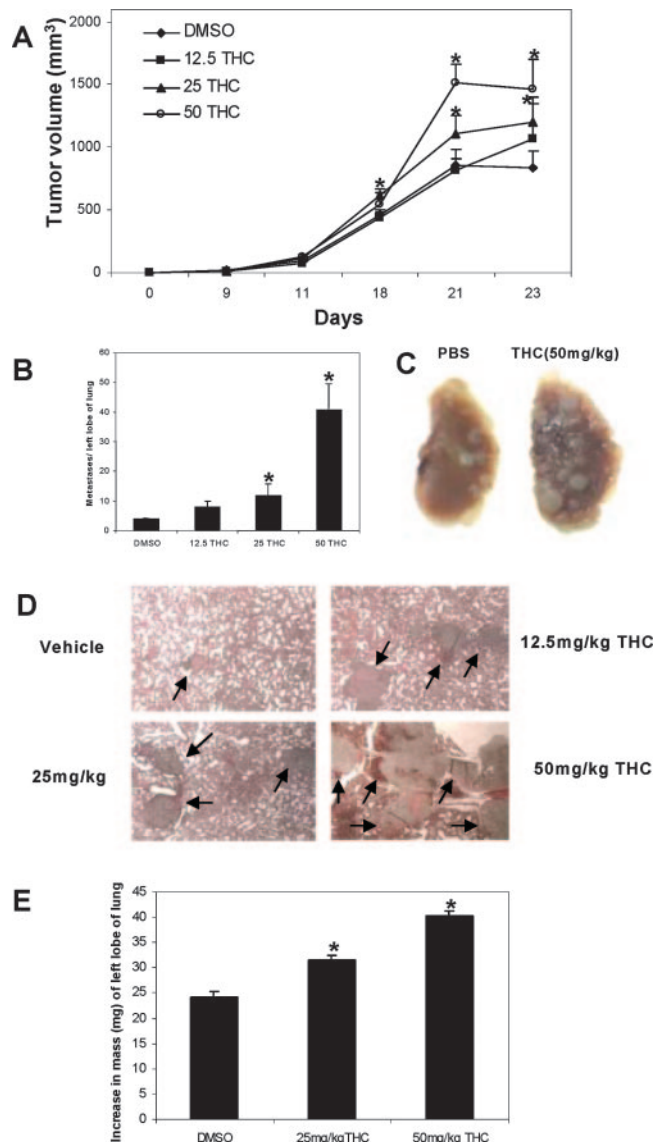 A
Tumor volume (mm³)
2000
1500
1000
500
0
DMSO
12.5 THC
25 THC
50 THC
*
*
*
*
*
0 9 11 18 21 23
Days
B
Metastases/ left lobe of lung
60
50
40
30
20
10
0
*
*
DMSO 12.5 THC 25 THC 50 THC
C
PBS THC(50mg/kg)
D
Vehicle
12.5mg/kg THC
25mg/kg
50mg/kg THC
E
Increase in mass (mg) of left lobe of lung
45
40
35
30
25
20
15
10
5
0
*
*
DMSO 25mg/kgTHC 50mg/kg THC